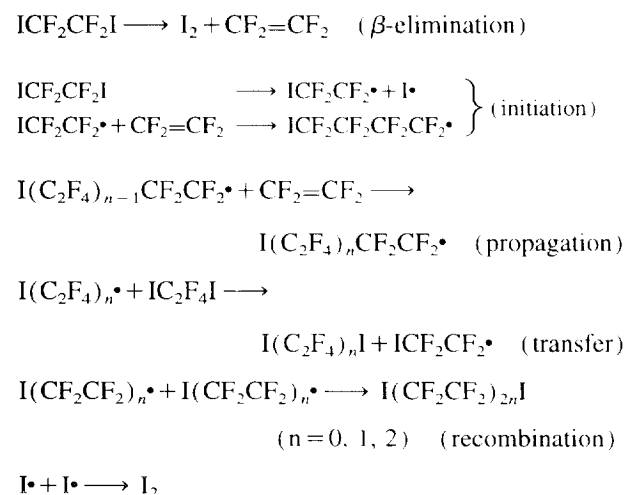 ICF₂CF₂I ⟶ I₂ + CF₂=CF₂ (β-elimination)
ICF₂CF₂I ⟶ ICF₂CF₂• + I•
ICF₂CF₂• + CF₂=CF₂ ⟶ ICF₂CF₂CF₂CF₂• } (initiation)
I(C₂F₄)ₙ₋₁CF₂CF₂• + CF₂=CF₂ ⟶
I(C₂F₄)ₙCF₂CF₂• (propagation)
I(C₂F₄)ₙ• + IC₂F₄I ⟶
I(C₂F₄)ₙI + ICF₂CF₂• (transfer)
I(CF₂CF₂)ₙ• + I(CF₂CF₂)ₙ• ⟶ I(CF₂CF₂)₂ₙI
(n = 0, 1, 2) (recombination)
I• + I• ⟶ I₂